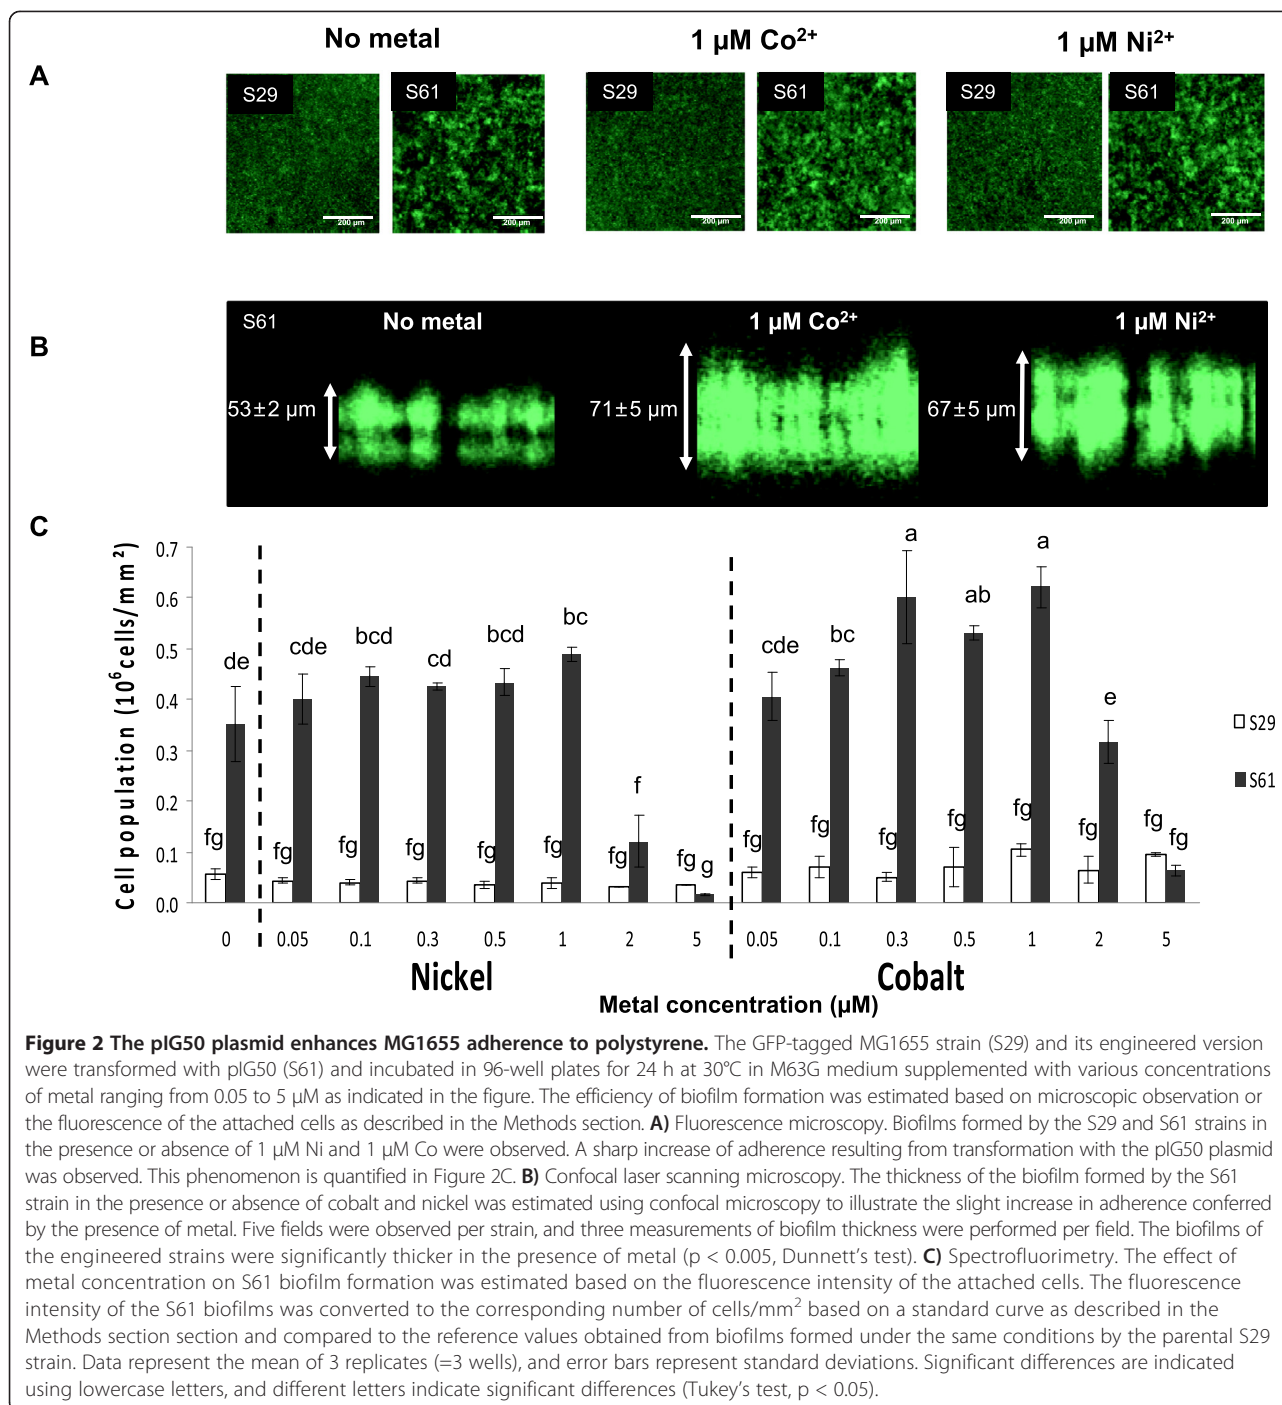 No metal
1 µM Co²⁺
1 µM Ni²⁺
A
S29
S61
S29
S61
S29
S61
200 µm
200 µm
200 µm
200 µm
200 µm
200 µm
B
S61
No metal
1 µM Co²⁺
1 µM Ni²⁺
53±2 µm
71±5 µm
67±5 µm
C
Cell population (10⁶cells/mm²)
0.7
0.6
0.5
0.4
0.3
0.2
0.1
0.0
fg
de
fg
cde
fg
bcd
fg
cd
fg
bcd
fg
bc
fg
f
fg
g
fg
cde
fg
bc
fg
a
fg
ab
fg
a
fg
e
fg
fg
S29
S61
0
0.05
0.1
0.3
0.5
1
2
5
0.05
0.1
0.3
0.5
1
2
5
Nickel
Cobalt
Metal concentration (µM)
Figure 2 The pIG50 plasmid enhances MG1655 adherence to polystyrene. The GFP-tagged MG1655 strain (S29) and its engineered version
were transformed with pIG50 (S61) and incubated in 96-well plates for 24 h at 30°C in M63G medium supplemented with various concentrations
of metal ranging from 0.05 to 5 µM as indicated in the figure. The efficiency of biofilm formation was estimated based on microscopic observation or
the fluorescence of the attached cells as described in the Methods section. A) Fluorescence microscopy. Biofilms formed by the S29 and S61 strains in
the presence or absence of 1 µM Ni and 1 µM Co were observed. A sharp increase of adherence resulting from transformation with the pIG50 plasmid
was observed. This phenomenon is quantified in Figure 2C. B) Confocal laser scanning microscopy. The thickness of the biofilm formed by the S61
strain in the presence or absence of cobalt and nickel was estimated using confocal microscopy to illustrate the slight increase in adherence conferred
by the presence of metal. Five fields were observed per strain, and three measurements of biofilm thickness were performed per field. The biofilms of
the engineered strains were significantly thicker in the presence of metal (p < 0.005, Dunnett's test). C) Spectrofluorimetry. The effect of
metal concentration on S61 biofilm formation was estimated based on the fluorescence intensity of the attached cells. The fluorescence
intensity of the S61 biofilms was converted to the corresponding number of cells/mm² based on a standard curve as described in the
Methods section section and compared to the reference values obtained from biofilms formed under the same conditions by the parental S29
strain. Data represent the mean of 3 replicates (=3 wells), and error bars represent standard deviations. Significant differences are indicated
using lowercase letters, and different letters indicate significant differences (Tukey's test, p < 0.05).